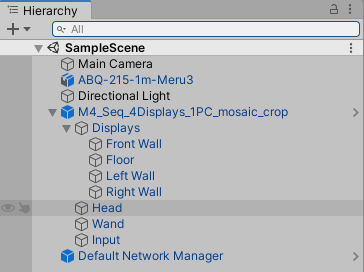 Hierarchy
All
SampleScene
Main Camera
ABQ-215-1m-Meru3
Directional Light
M4_Seq_4Displays_1PC_mosaic_crop
Displays
Front Wall
Floor
Left Wall
Right Wall
Head
Wand
Input
Default Network Manager